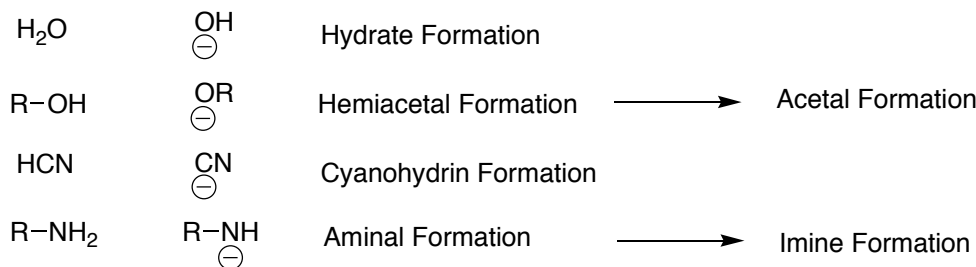 H₂O OH ⊖ Hydrate Formation
R–OH OR ⊖ Hemiacetal Formation ⟶ Acetal Formation
HCN CN ⊖ Cyanohydrin Formation
R–NH₂ R–NH ⊖ Aminal Formation ⟶ Imine Formation